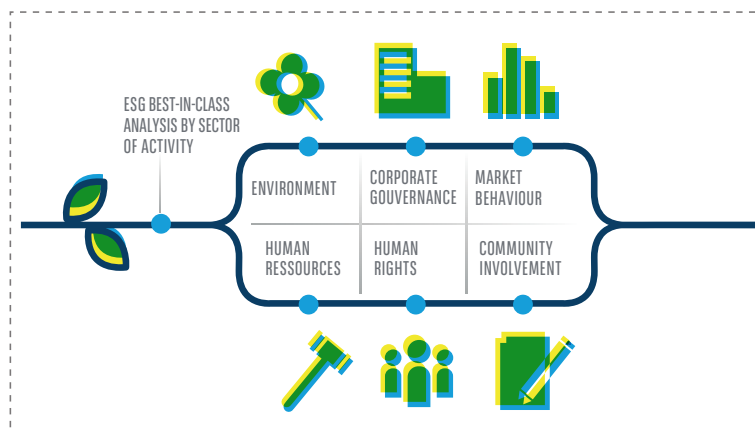 ESG BEST-IN-CLASS
ANALYSIS BY SECTOR
OF ACTIVITY
ENVIRONMENT
CORPORATE
GOUVERNANCE
MARKET
BEHAVIOUR
HUMAN
RESSOURCES
HUMAN
RIGHTS
COMMUNITY
INVOLVEMENT